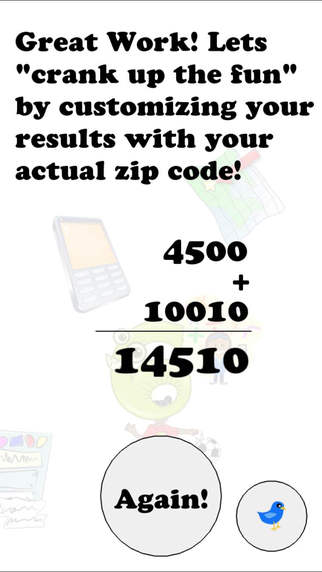 Great Work! Lets
"crank up the fun"
by customizing your
results with your
actual zip code!
4500
+
10010
14510
Again!